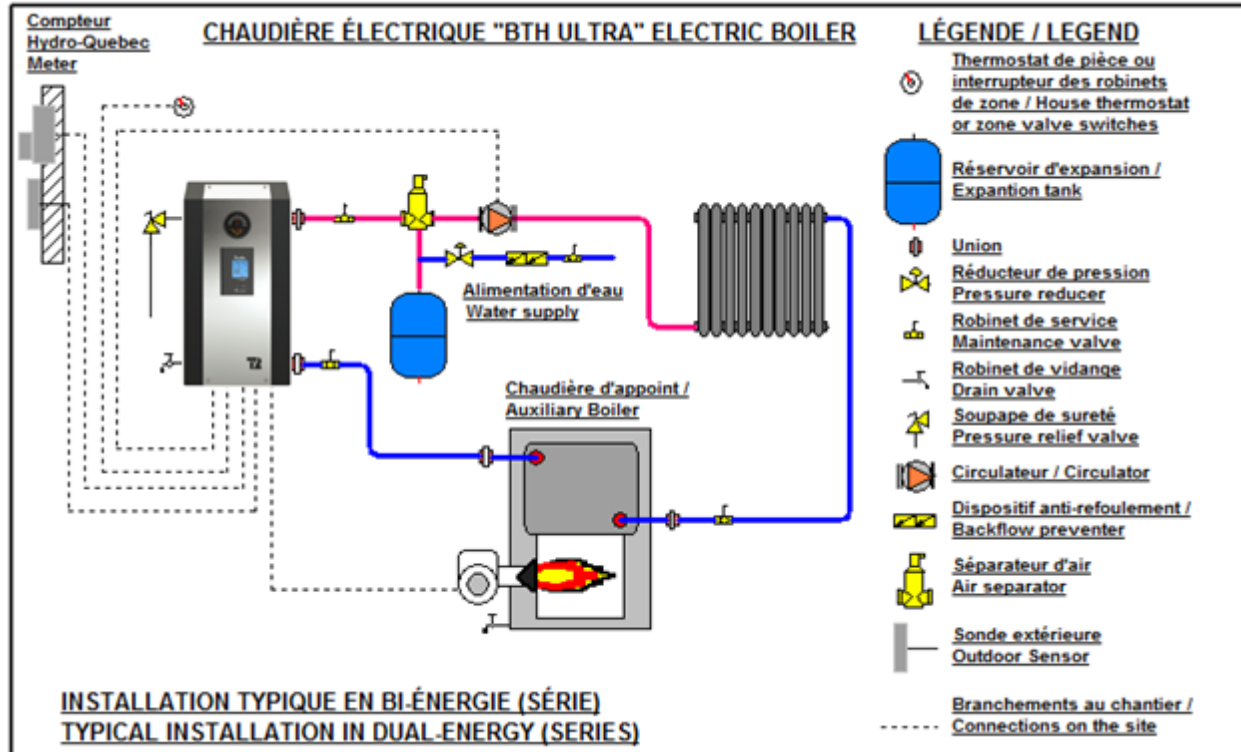 Compteur
Hydro-Quebec
Meter
CHAUDIÈRE ÉLECTRIQUE "BTH ULTRA" ELECTRIC BOILER
Alimentation d'eau
Water supply
Chaudière d'appoint /
Auxiliary Boiler
INSTALLATION TYPIQUE EN BI-ÉNERGIE (SÉRIE)
TYPICAL INSTALLATION IN DUAL-ENERGY (SERIES)
LÉGENDE / LEGEND
Thermostat de pièce ou
interrupteur des robinets
de zone / House thermostat
or zone valve switches
Réservoir d'expansion /
Expantion tank
Union
Réducteur de pression
Pressure reducer
Robinet de service
Maintenance valve
Robinet de vidange
Drain valve
Soupape de sureté
Pressure relief valve
Circulateur / Circulator
Dispositif anti-refoulement /
Backflow preventer
Séparateur d'air
Air separator
Sonde extérieure
Outdoor Sensor
Branchements au chantier /
Connections on the site